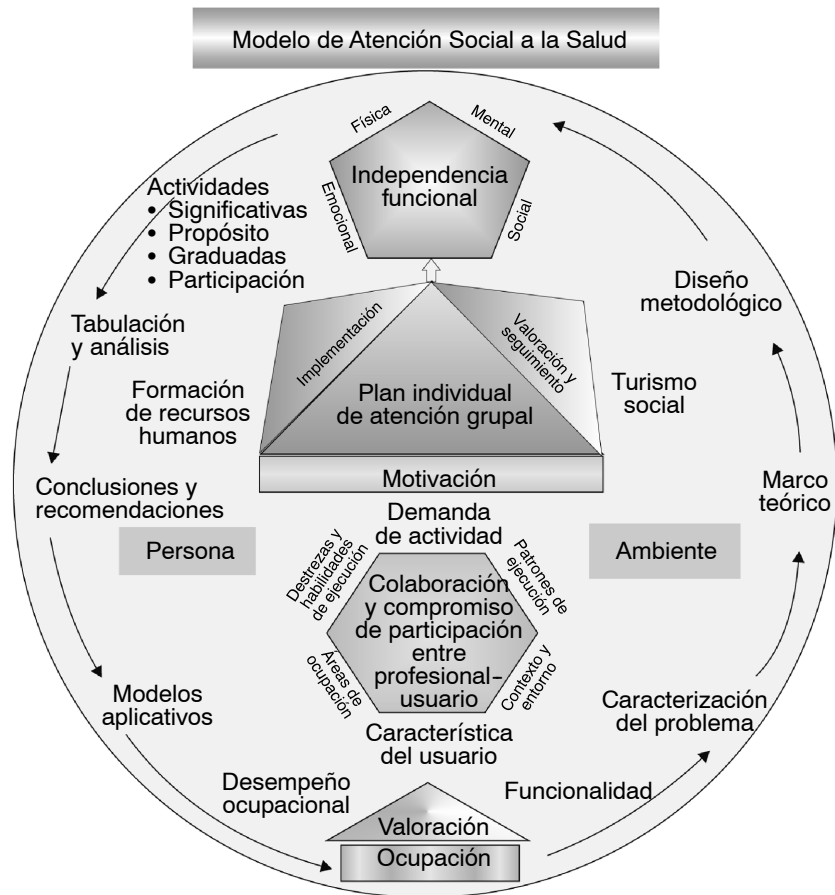 Modelo de Atención Social a la Salud
Física
Mental
Emocional
Social
Independencia
funcional
Actividades
• Significativas
• Propósito
• Graduadas
• Participación
Diseño
metodológico
Tabulación
y análisis
Implementación
Valoración y
seguimiento
Plan individual
de atención grupal
Formación
de recursos
humanos
Turismo
social
Motivación
Conclusiones y
recomendaciones
Marco
teórico
Demanda
de actividad
Persona
Ambiente
Destrezas y
habilidades
de ejecución
Patrones de
ejecución
Colaboración
y compromiso
de participación
entre
profesional–
usuario
Áreas de
ocupación
Contexto y
entorno
Modelos
aplicativos
Caracterización
del problema
Característica
del usuario
Desempeño
ocupacional
Funcionalidad
Valoración
Ocupación